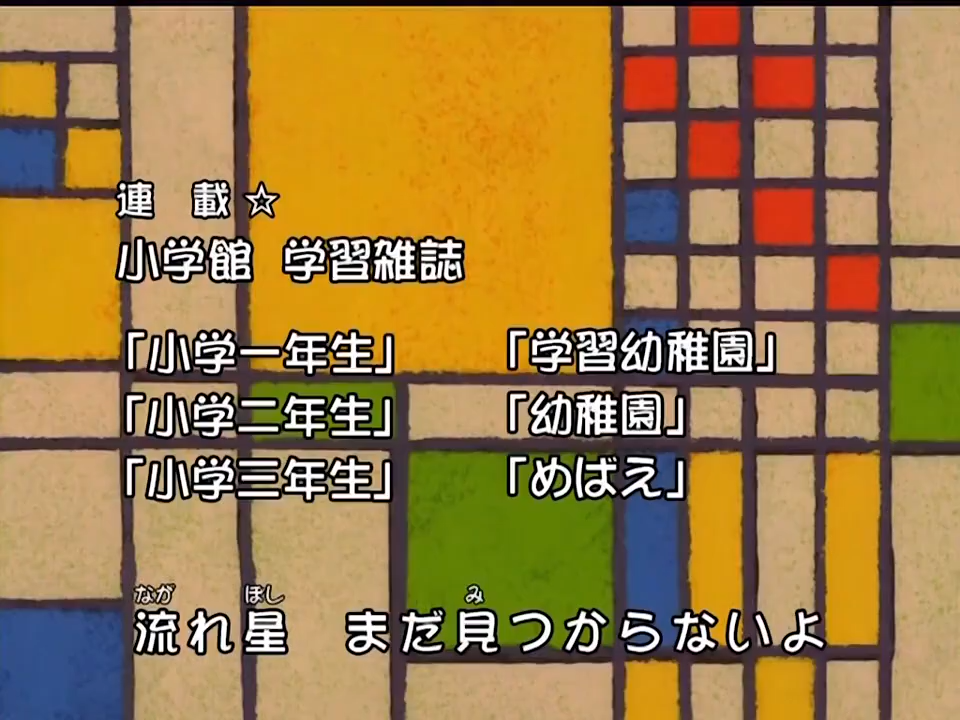 連　載☆
小学館　学習雑誌
「小学一年生」　「学習幼稚園」
「小学二年生」　「幼稚園」
「小学三年生」　「めばえ」
なが　ほし　み
流れ星　まだ見つからないよ